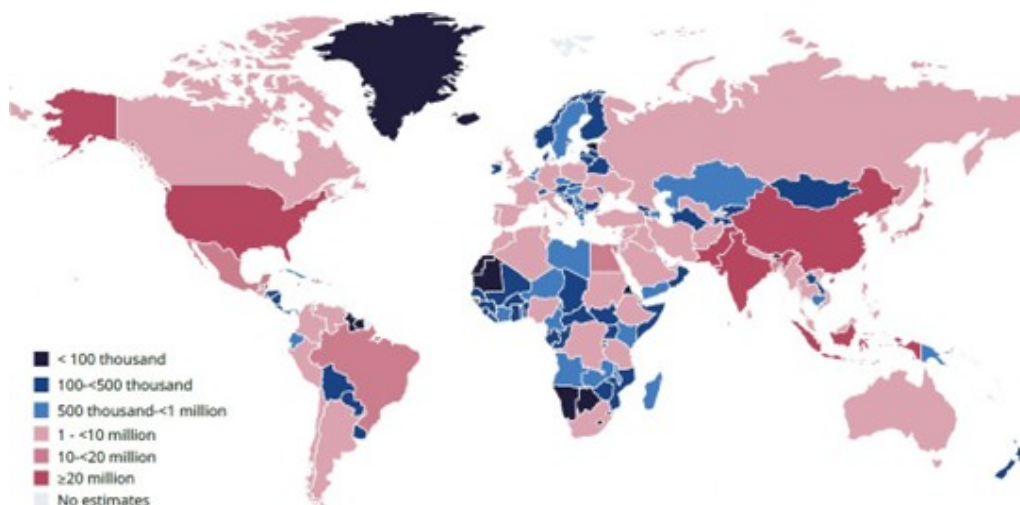 < 100 thousand
100-<500 thousand
500 thousand-<1 million
1 - <10 million
10-<20 million
≥20 million
No estimates